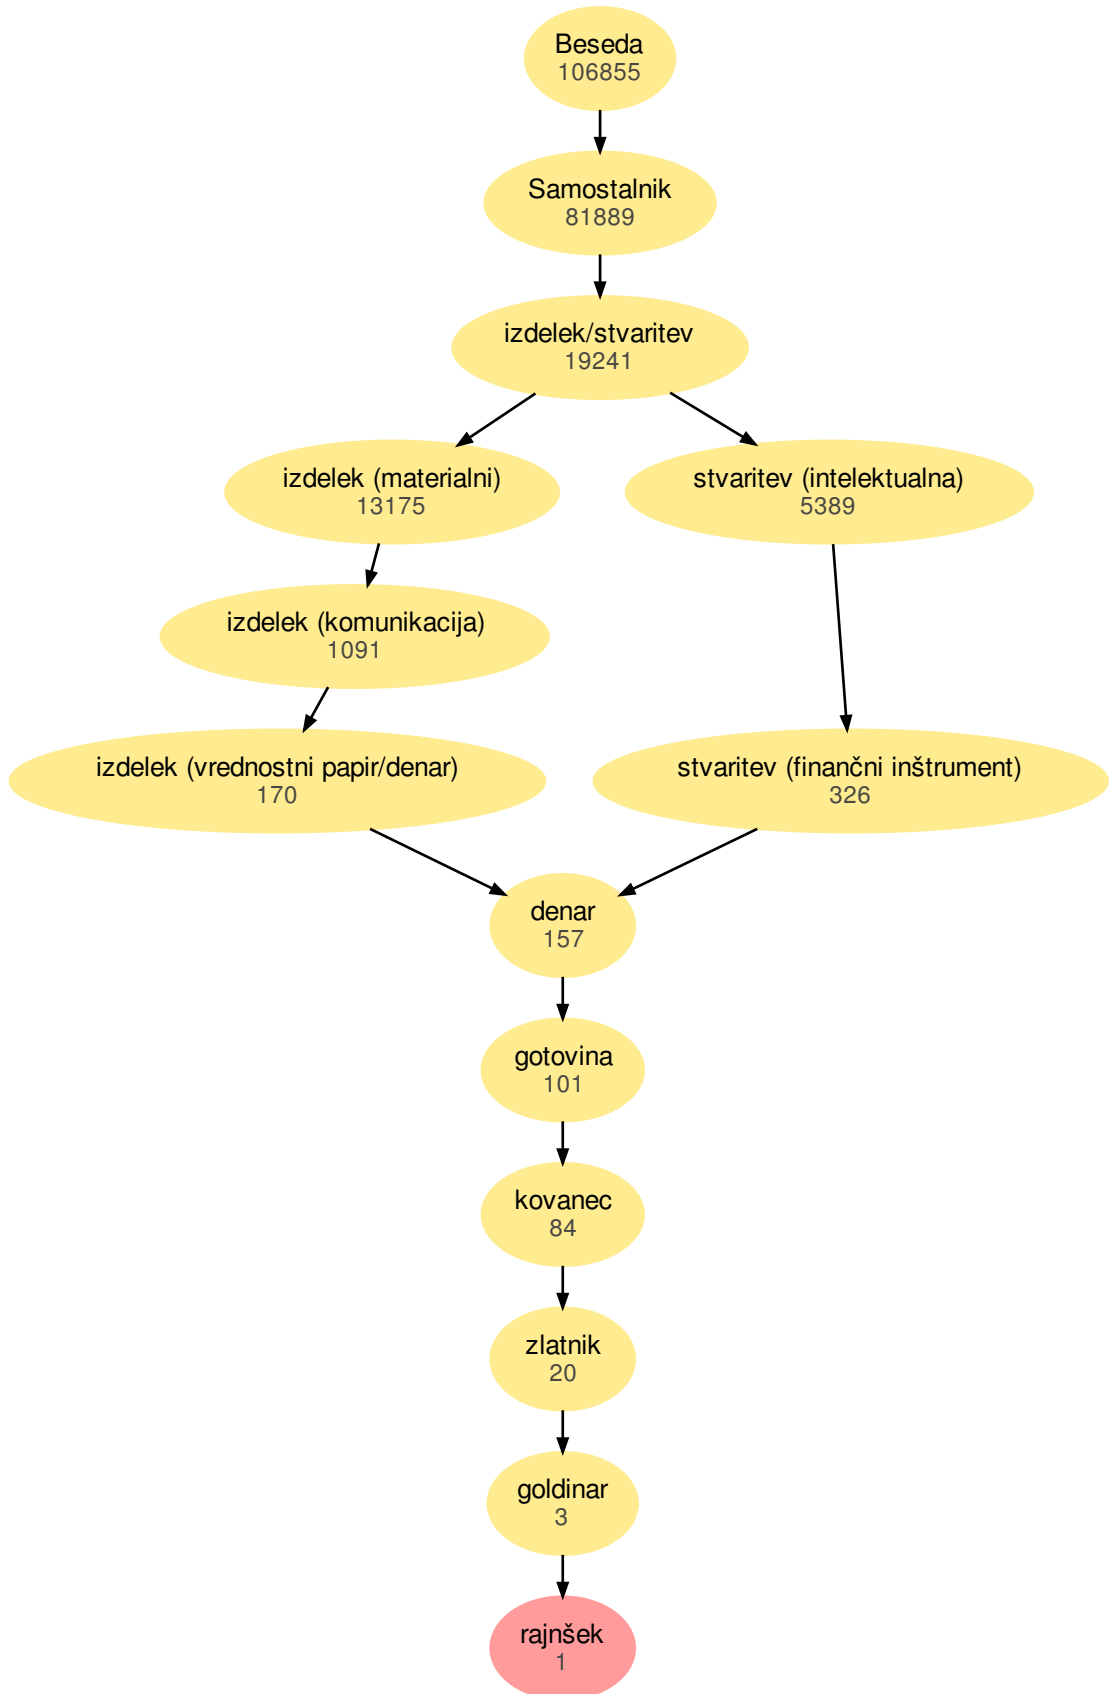 Beseda
106855
Samostalnik
81889
izdelek/stvaritev
19241
izdelek (materialni)
13175
stvaritev (intelektualna)
5389
izdelek (komunikacija)
1091
izdelek (vrednostni papir/denar)
170
stvaritev (finančni inštrument)
326
denar
157
gotovina
101
kovanec
84
zlatnik
20
goldinar
3
rajnšek
1